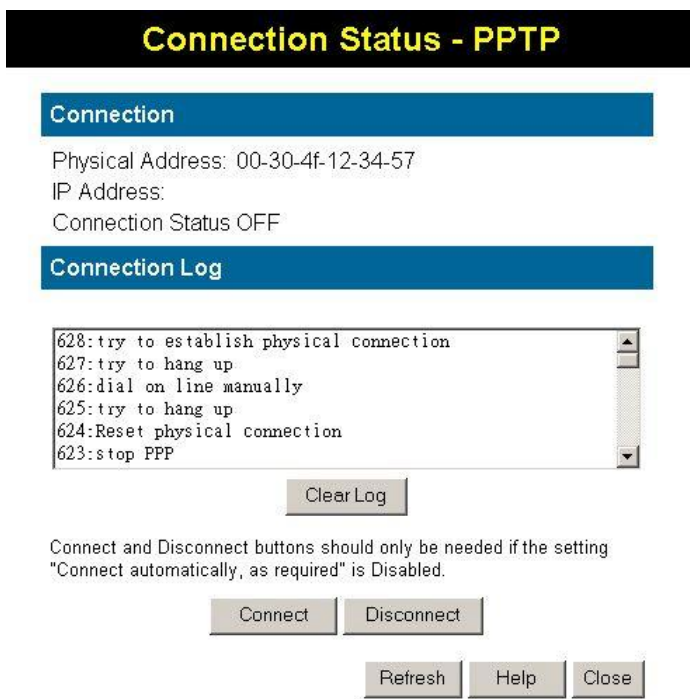 Connection Status - PPTP
Connection
Physical Address: 00-30-4f-12-34-57
IP Address:
Connection Status OFF
Connection Log
628:try to establish physical connection
627:try to hang up
626:dial on line manually
625:try to hang up
624:Reset physical connection
623:stop PPP
Clear Log
Connect and Disconnect buttons should only be needed if the setting
"Connect automatically, as required" is Disabled.
Connect Disconnect
Refresh Help Close